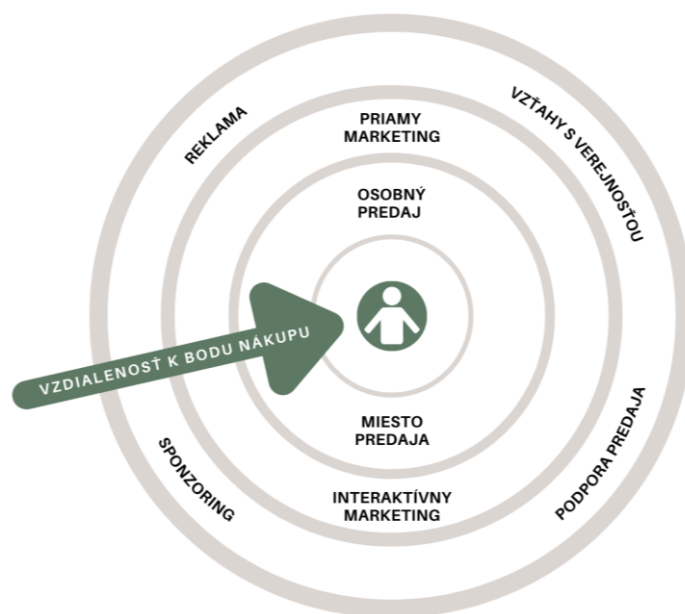 REKLAMA
PRIAMY
MARKETING
VZŤAHY S VEREJNOSŤOU
OSOBNÝ
PREDAJ
VZDIALENOSŤ K BODU NÁKUPU
MIESTO
PREDAJA
SPONZORING
INTERAKTÍVNY
MARKETING
PODPORA PREDAJA